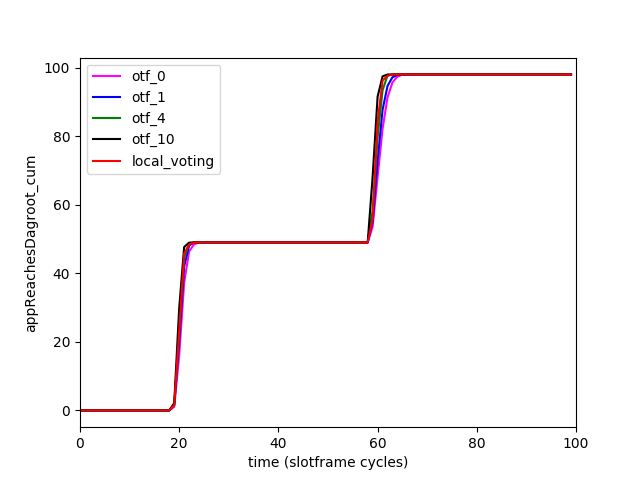 otf_0
otf_1
otf_4
otf_10
local_voting
100
80
60
40
20
0
appReachesDagroot_cum
0 20 40 60 80 100
time (slotframe cycles)